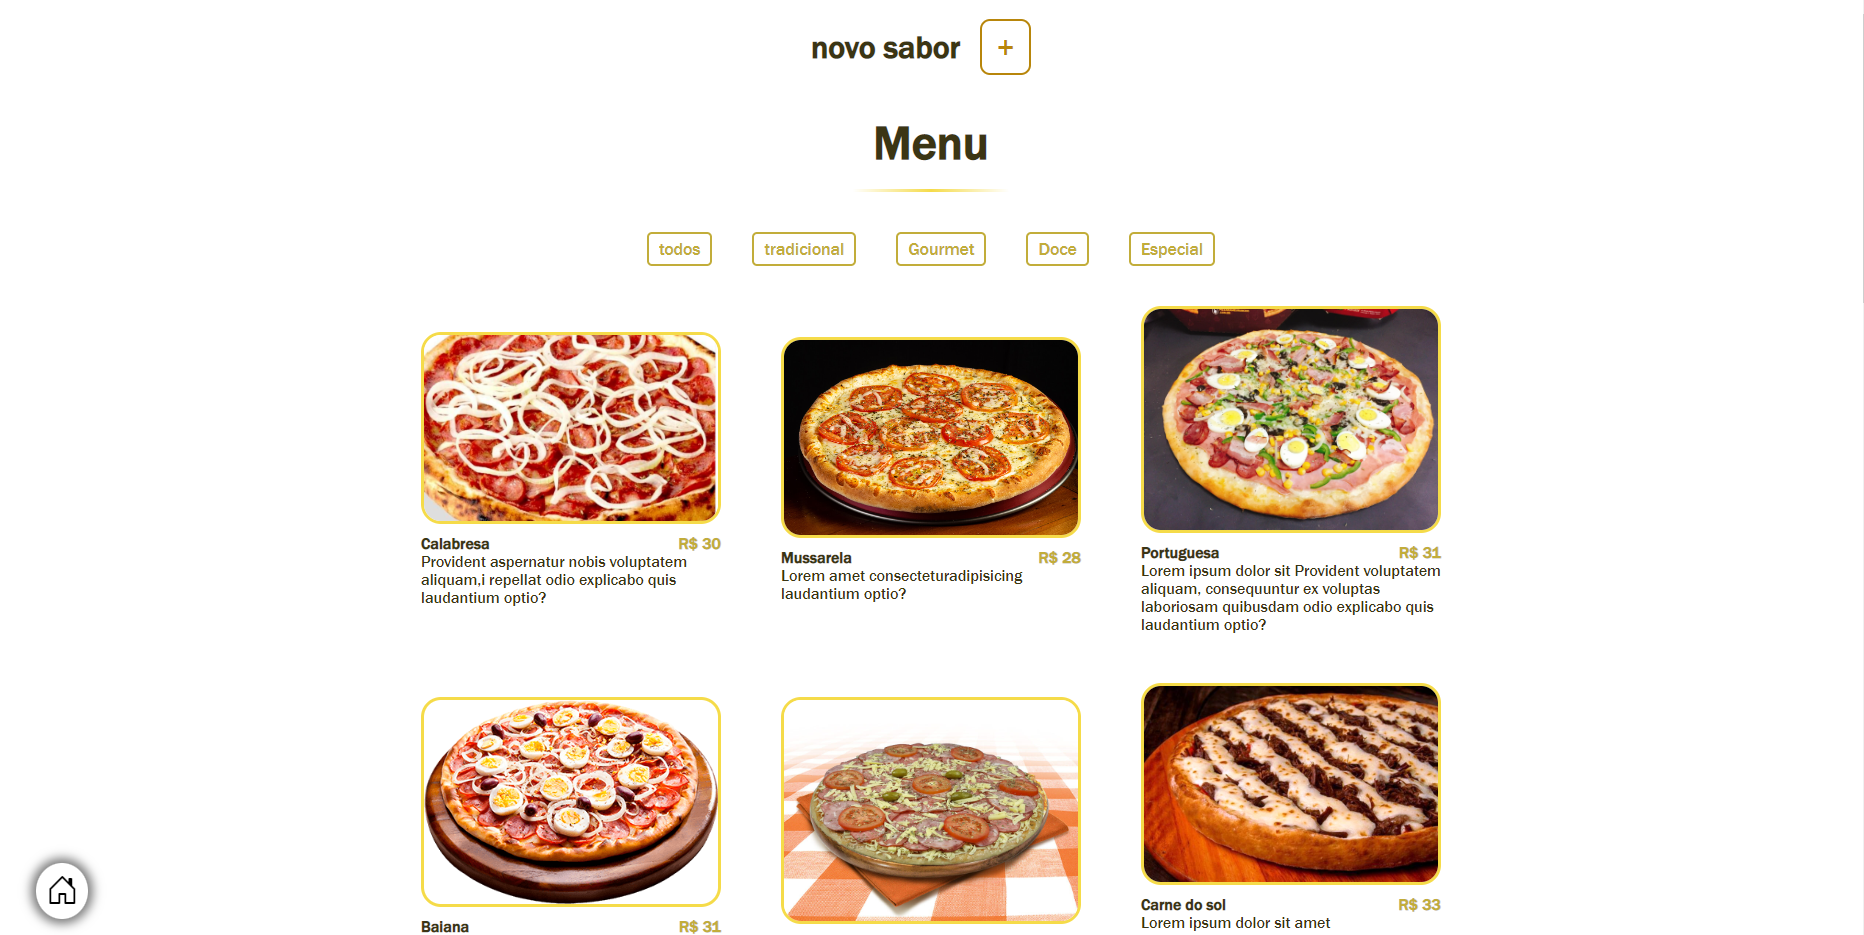 novo sabor +
Menu
todos tradicional Gourmet Doce Especial
Calabresa R$ 30
Provident aspernatur nobis voluptatem
aliquam,i repellat odio explicabo quis
laudantium optio?
Mussarela R$ 28
Lorem amet consecteturadipisicing
laudantium optio?
Portuguesa R$ 31
Lorem ipsum dolor sit Provident voluptatem
aliquam, consequuntur ex voluptas
laboriosam quibusdam odio explicabo quis
laudantium optio?
Baiana R$ 31
Carne do sol R$ 33
Lorem ipsum dolor sit amet